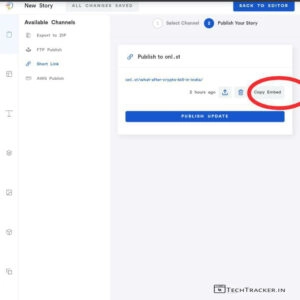 New Story
ALL CHANGES SAVED
BACK TO EDITOR
Available Channels
1 Select Channel
2 Publish Your Story
Export to ZIP
FTP Publish
Short Link
AWS Publish
Publish to onl.st
onl.st/what-after-crypto-bill-in-india/
2 hours ago
Copy Embed
PUBLISH UPDATE
TECHTRACKER.IN